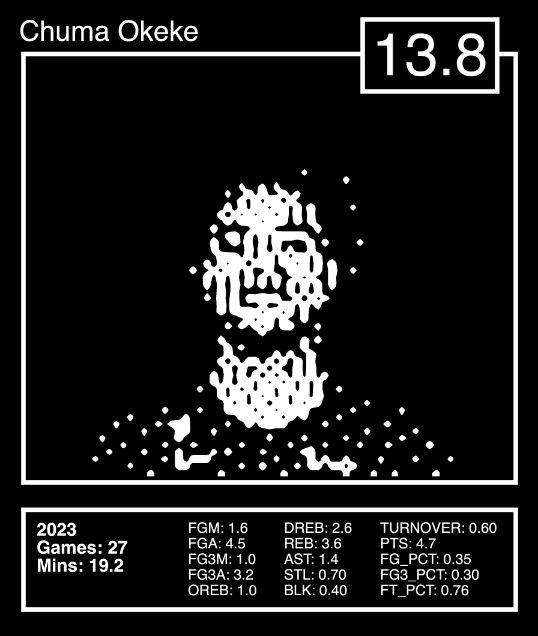 Chuma Okeke
13.8
2023
Games: 27
Mins: 19.2
FGM: 1.6
FGA: 4.5
FG3M: 1.0
FG3A: 3.2
OREB: 1.0
DREB: 2.6
REB: 3.6
AST: 1.4
STL: 0.70
BLK: 0.40
TURNOVER: 0.60
PTS: 4.7
FG_PCT: 0.35
FG3_PCT: 0.30
FT_PCT: 0.76